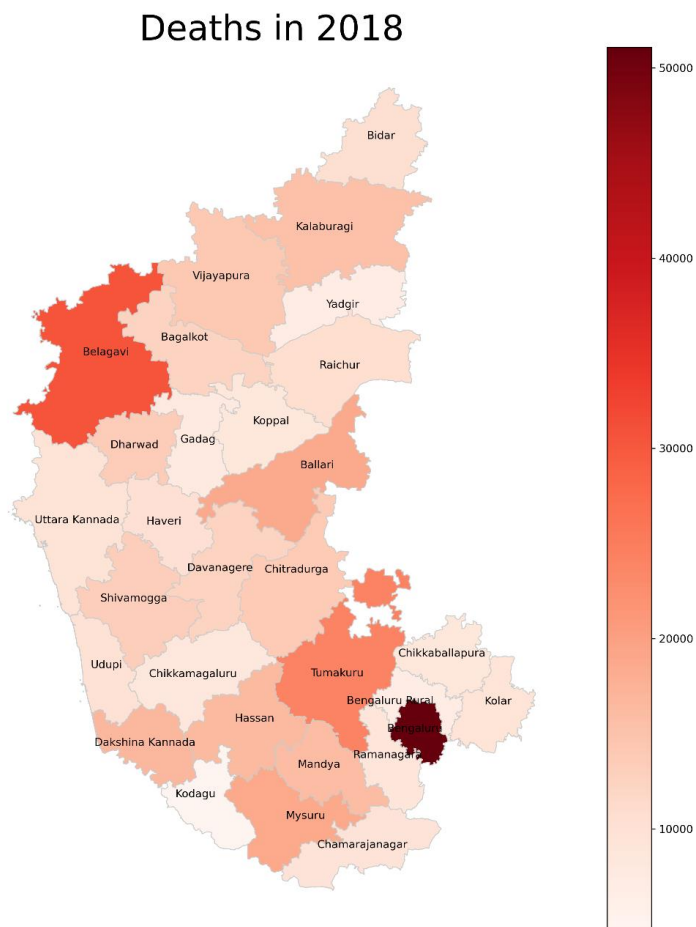 Deaths in 2018
50000
Bidar
Kalaburagi
40000
Vijayapura
Yadgir
Bagalkot
Belagavi
Raichur
Koppal
Gadag
Dharwad
30000
Ballari
Uttara Kannada
Haveri
Davanagere
Chitradurga
Shivamogga
20000
Chikkaballapura
Udupi
Chikkamagaluru
Tumakuru
Bengaluru Rural
Kolar
Hassan
Bengaluru
Dakshina Kannada
Ramanagara
Mandya
Kodagu
Mysuru
10000
Chamarajanagar